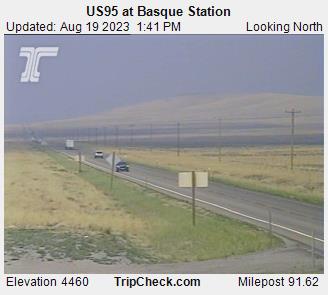 US95 at Basque Station
Updated: Aug 19 2023 1:41 PM Looking North
Elevation 4460 TripCheck.com Milepost 91.62